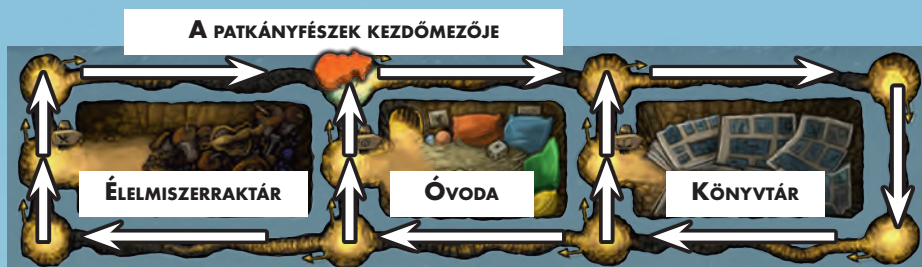 A PATKÁNYFÉSZEK KEZDŐMEZŐJE
ÉLELMISZERRAKTÁR
ÓVODA
KÖNYVTÁR